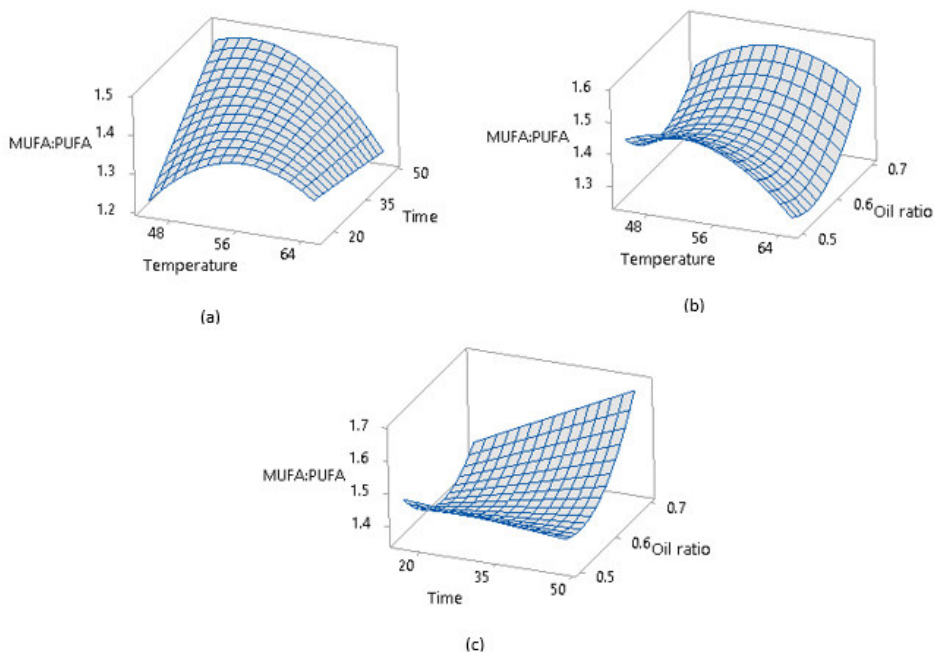 1.5
1.4
MUFA:PUFA
1.3
1.2
48
56
64
Temperature
20
35
50
Time
(a)
1.6
1.5
MUFA:PUFA
1.4
1.3
48
56
64
Temperature
0.5
0.6
0.7
Oil ratio
(b)
1.7
1.6
MUFA:PUFA
1.5
1.4
20
35
50
Time
0.5
0.6
0.7
Oil ratio
(c)